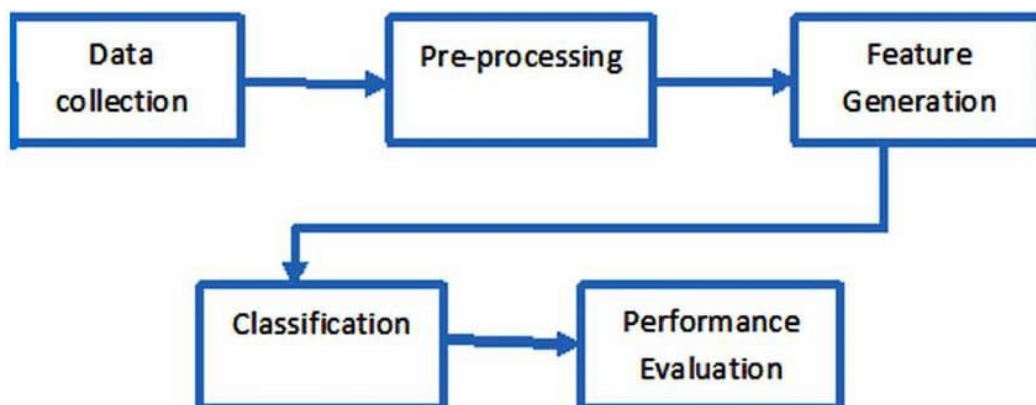 Data
collection
Pre-processing
Feature
Generation
Classification
Performance
Evaluation